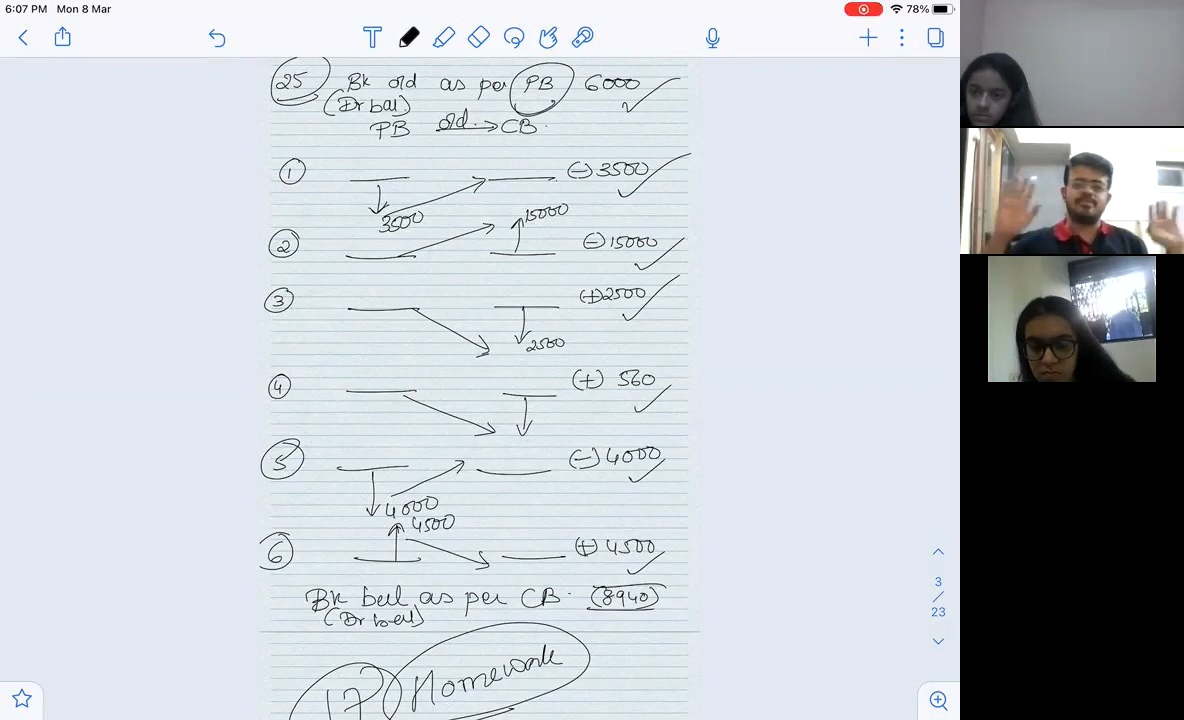 6:07 PM Mon 8 Mar
78%
T
25 Bk od as per PB 6000
(Dr bal)
PB od. CB.
1 (-) 3500
3500
15000
2 (-) 15000
3 (+) 2500
2500
4 (+) 560
5 (-) 4000
4000
4500
6 (+) 4500
Bk bal as per CB. (8940)
(Dr bal)
17 Homework
3
/
23